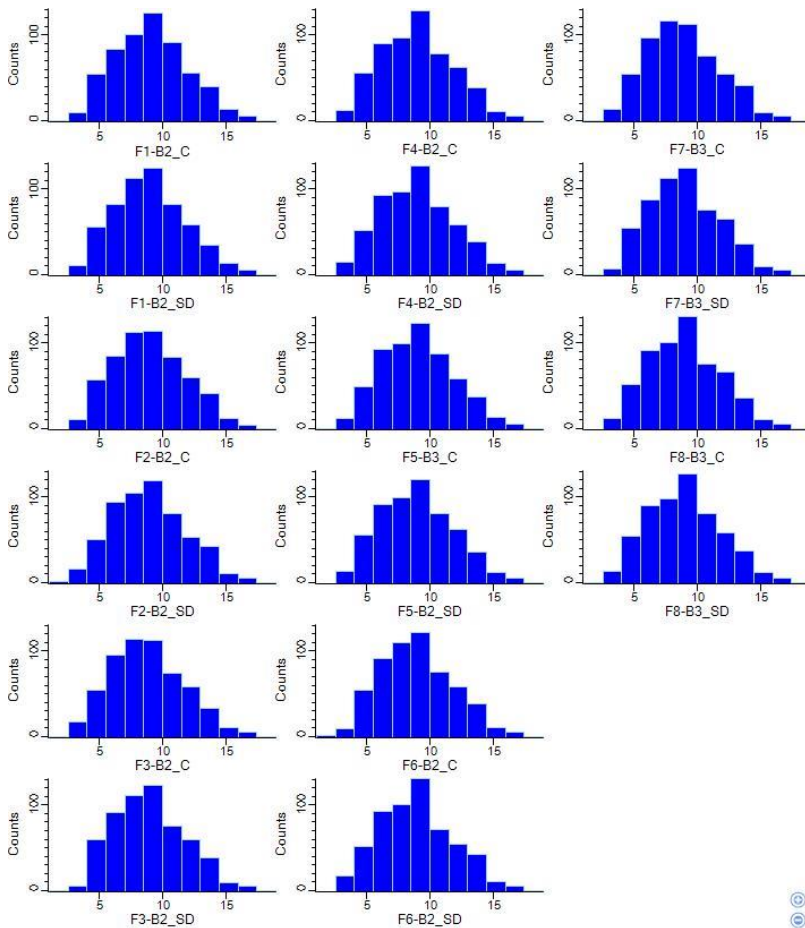 100
0
Counts
5 10 15
F1-B2_C
100
0
Counts
5 10 15
F4-B2_C
100
0
Counts
5 10 15
F7-B3_C
100
0
Counts
5 10 15
F1-B2_SD
100
0
Counts
5 10 15
F4-B2_SD
100
0
Counts
5 10 15
F7-B3_SD
100
0
Counts
5 10 15
F2-B2_C
100
0
Counts
5 10 15
F5-B3_C
100
0
Counts
5 10 15
F8-B3_C
100
0
Counts
5 10 15
F2-B2_SD
100
0
Counts
5 10 15
F5-B2_SD
100
0
Counts
5 10 15
F8-B3_SD
100
0
Counts
5 10 15
F3-B2_C
100
0
Counts
5 10 15
F6-B2_C
100
0
Counts
5 10 15
F3-B2_SD
100
0
Counts
5 10 15
F6-B2_SD